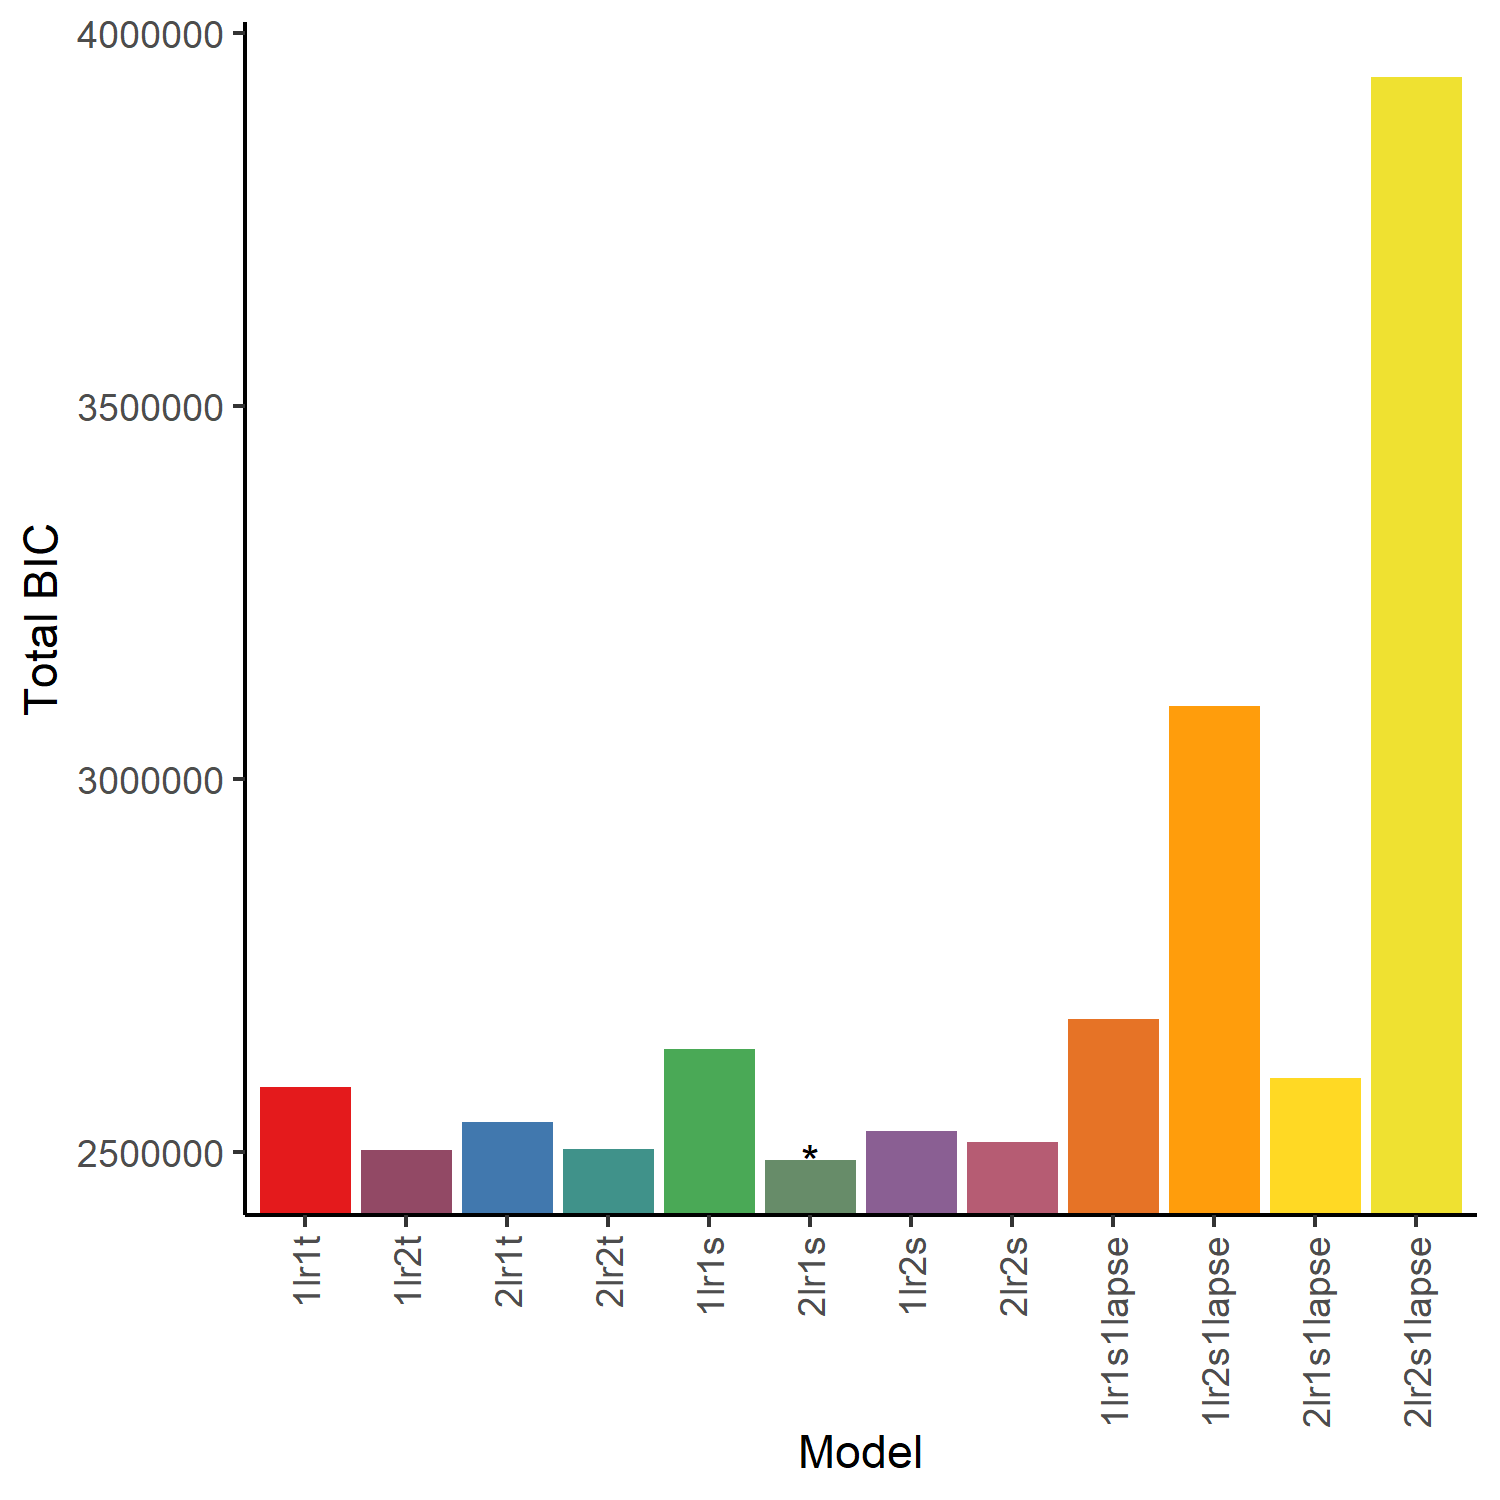 4000000
3500000
3000000
2500000
Total BIC
*
1lr1t
1lr2t
2lr1t
2lr2t
1lr1s
2lr1s
1lr2s
2lr2s
1lr1s1lapse
1lr2s1lapse
2lr1s1lapse
2lr2s1lapse
Model